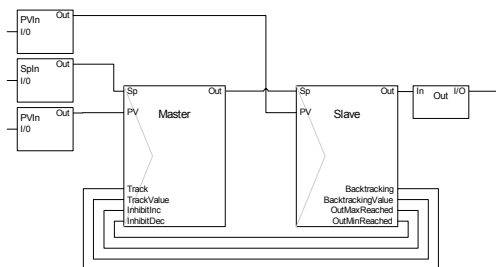 PVIn Out
I/0
SpIn Out
I/0
PVIn Out
I/0
Sp Out
PV
Master
Track
TrackValue
InhibitInc
InhibitDec
Sp Out
PV
Slave
Backtracking
BacktrackingValue
OutMaxReached
OutMinReached
In I/O
Out